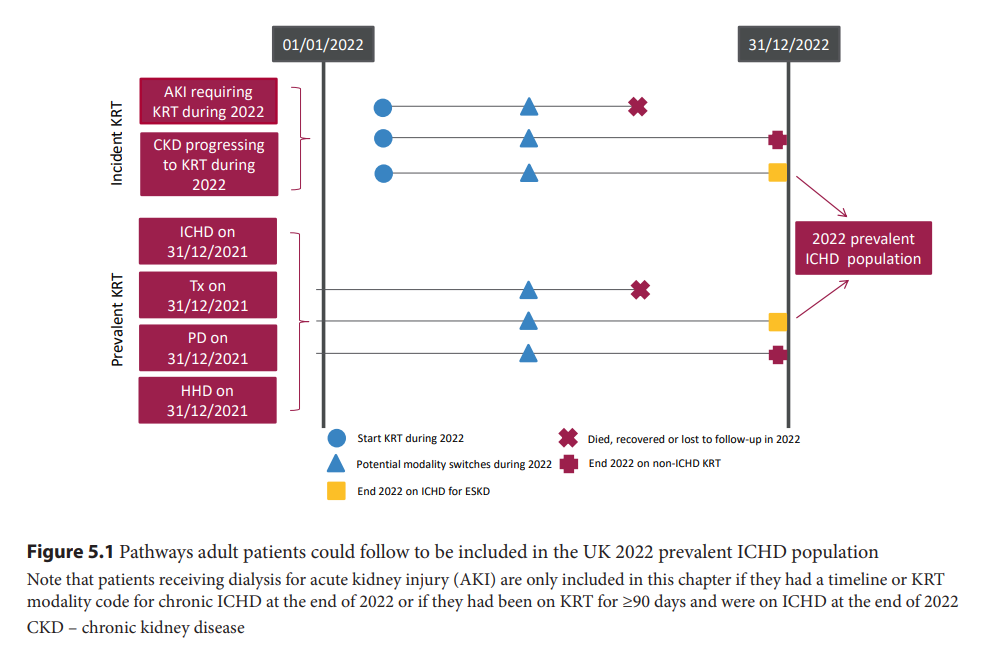 01/01/2022
31/12/2022
Incident KRT
AKI requiring
KRT during 2022
CKD progressing
to KRT during
2022
Prevalent KRT
ICHD on
31/12/2021
Tx on
31/12/2021
PD on
31/12/2021
HHD on
31/12/2021
2022 prevalent
ICHD population
Start KRT during 2022
Died, recovered or lost to follow-up in 2022
Potential modality switches during 2022
End 2022 on non-ICHD KRT
End 2022 on ICHD for ESKD
Figure 5.1 Pathways adult patients could follow to be included in the UK 2022 prevalent ICHD population
Note that patients receiving dialysis for acute kidney injury (AKI) are only included in this chapter if they had a timeline or KRT
modality code for chronic ICHD at the end of 2022 or if they had been on KRT for ≥90 days and were on ICHD at the end of 2022
CKD – chronic kidney disease